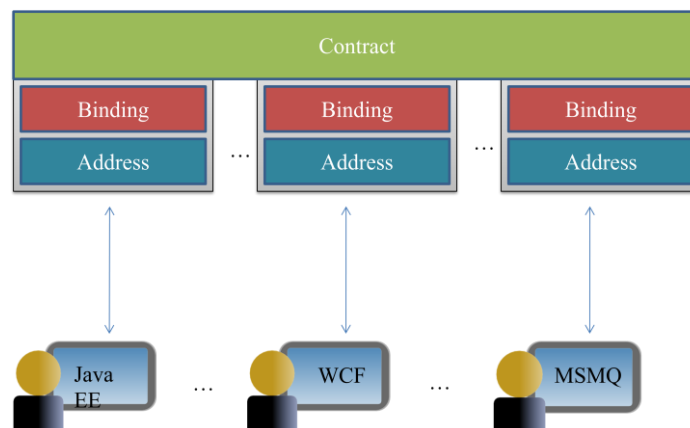 Contract
Binding
Binding
Binding
Address
...
Address
...
Address
Java
EE
...
WCF
...
MSMQ